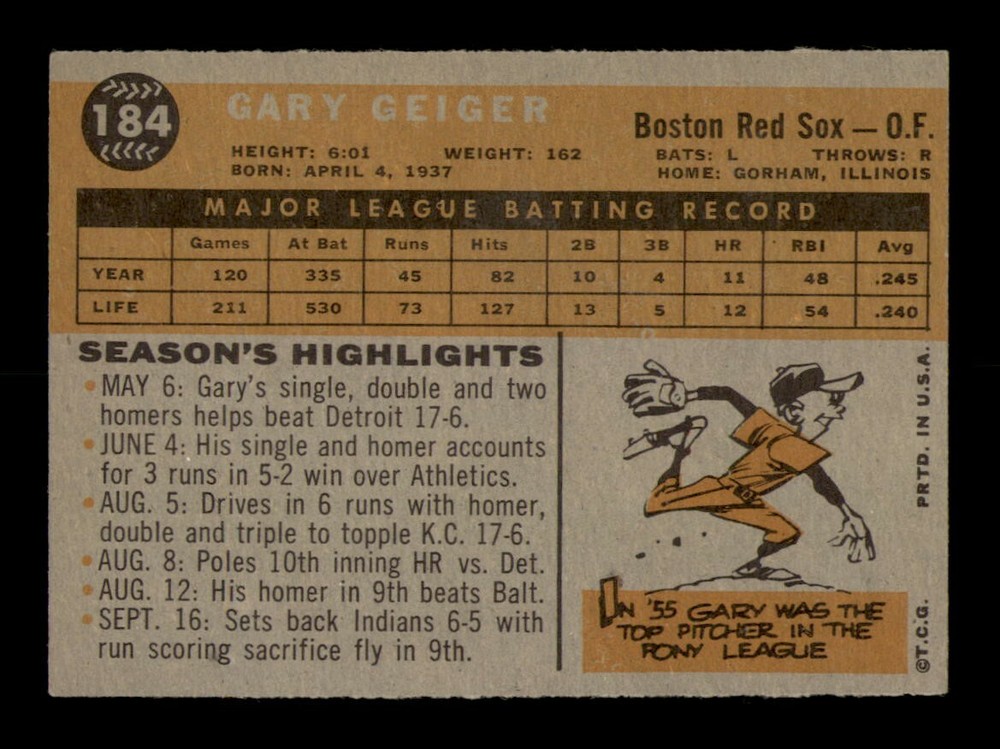 184
GARY GEIGER
Boston Red Sox — O.F.
HEIGHT: 6:01 WEIGHT: 162 BATS: L THROWS: R
BORN: APRIL 4, 1937 HOME: GORHAM, ILLINOIS
MAJOR LEAGUE BATTING RECORD
Games At Bat Runs Hits 2B 3B HR RBI Avg
YEAR 120 335 45 82 10 4 11 48 .245
LIFE 211 530 73 127 13 5 12 54 .240
SEASON'S HIGHLIGHTS
• MAY 6: Gary's single, double and two
homers helps beat Detroit 17-6.
• JUNE 4: His single and homer accounts
for 3 runs in 5-2 win over Athletics.
• AUG. 5: Drives in 6 runs with homer,
double and triple to topple K.C. 17-6.
• AUG. 8: Poles 10th inning HR vs. Det.
• AUG. 12: His homer in 9th beats Balt.
• SEPT. 16: Sets back Indians 6-5 with
run scoring sacrifice fly in 9th.
IN '55 GARY WAS THE
TOP PITCHER IN THE
PONY LEAGUE
©T.C.G. PRTD. IN U.S.A.